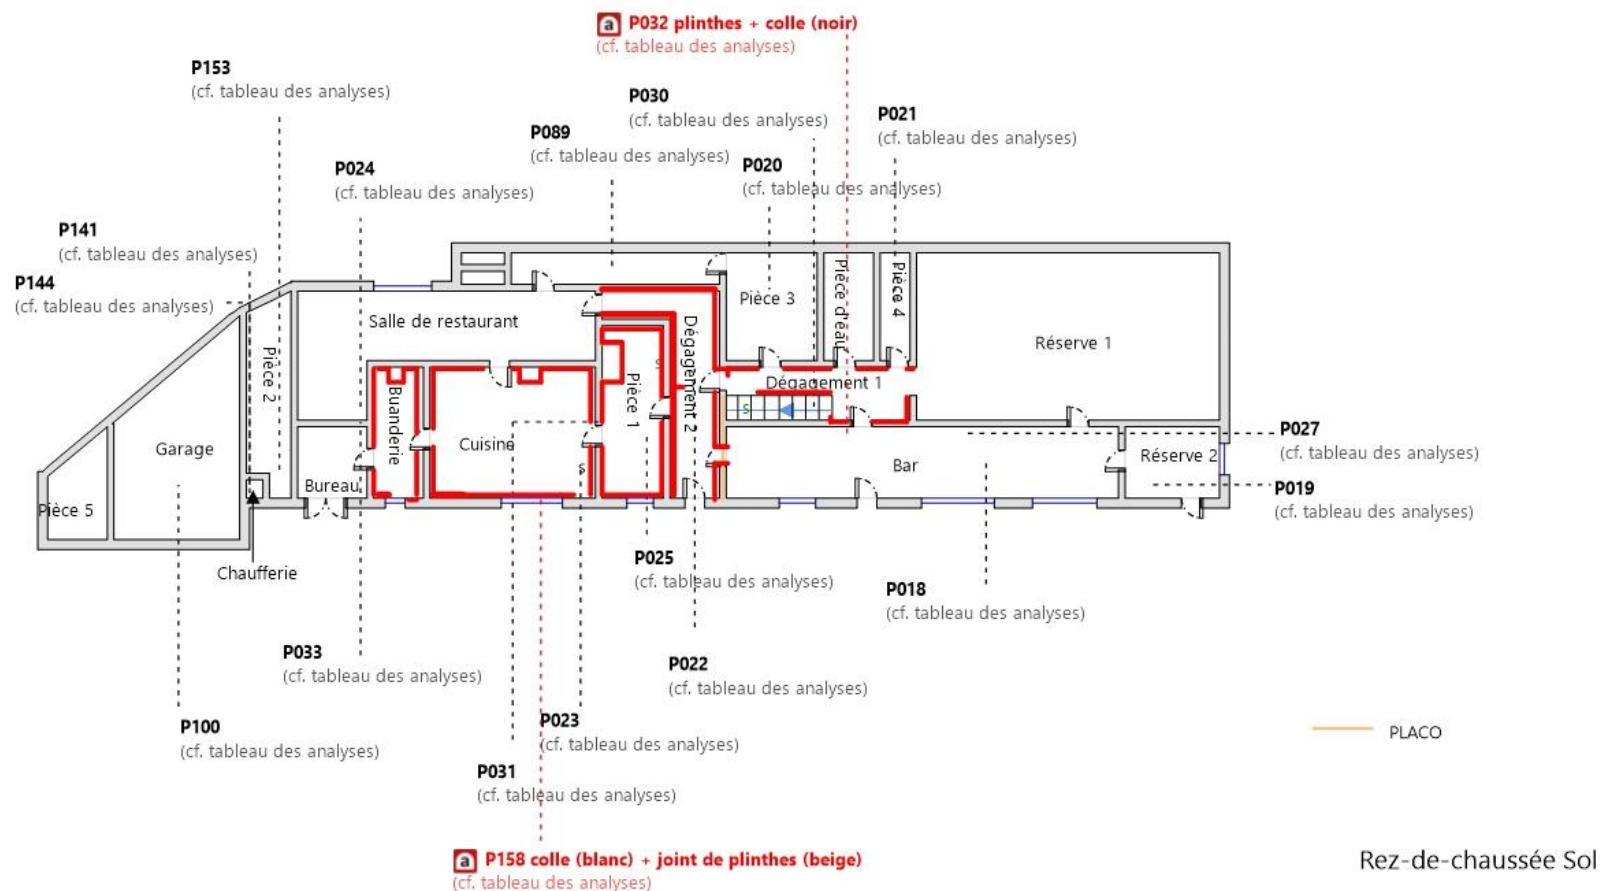 a P032 plinthes + colle (noir)
(cf. tableau des analyses)
P153
(cf. tableau des analyses)
P030
(cf. tableau des analyses)
P021
(cf. tableau des analyses)
P089
(cf. tableau des analyses)
P024
(cf. tableau des analyses)
P020
(cf. tableau des analyses)
P141
(cf. tableau des analyses)
P144
(cf. tableau des analyses)
Pièce 3
Pièce d'eau
Pièce 4
Salle de restaurant
Réserve 1
Pièce 2
Dégagement 2
Dégagement 1
Pièce 1
S
S
Buanderie
Garage
Cuisine
S
Bar
Réserve 2
P027
(cf. tableau des analyses)
Bureau
P019
(cf. tableau des analyses)
Pièce 5
Chaufferie
P025
(cf. tableau des analyses)
P018
(cf. tableau des analyses)
P033
(cf. tableau des analyses)
P022
(cf. tableau des analyses)
P100
(cf. tableau des analyses)
P023
(cf. tableau des analyses)
PLACO
P031
(cf. tableau des analyses)
a P158 colle (blanc) + joint de plinthes (beige)
(cf. tableau des analyses)
Rez-de-chaussée Sol